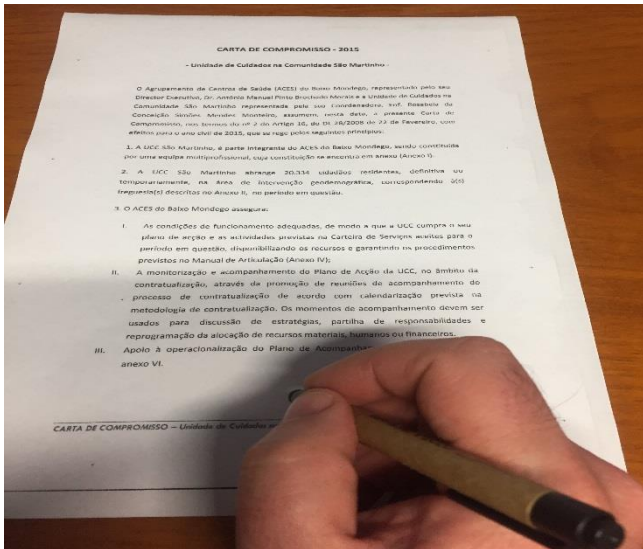 CARTA DE COMPROMISSO - 2015
- Unidade de Cuidados na Comunidade São Martinho -
O Agrupamento de Centros de Saúde (ACES) do Baixo Mondego, representado pelo seu
Director Executivo, Dr. António Manuel Pinto Brochado Morais e a Unidade de Cuidados na
Comunidade São Martinho representada pela sua Coordenadora, Enf. Rosabela da
Conceição Simões Mendes Monteiro, assumem, nesta data, a presente Carta de
Compromisso, nos termos do nº 2 do Artigo 16, do DL 28/2008 de 22 de Fevereiro, com
efeitos para o ano civil de 2015, que se rege pelos seguintes princípios:
1. A UCC São Martinho, é parte integrante do ACES do Baixo Mondego, sendo constituída
por uma equipa multiprofissional, cuja constituição se encontra em anexo (Anexo I).
2. A UCC São Martinho abrange 20.334 cidadãos residentes, definitiva ou
temporariamente, na área de intervenção geodemográfica, correspondendo à(s)
freguesia(s) descritas no Anexo II, no período em questão.
3. O ACES do Baixo Mondego assegura:
I. As condições de funcionamento adequadas, de modo a que a UCC cumpra o seu
plano de acção e as actividades previstas na Carteira de Serviços aceites para o
período em questão, disponibilizando os recursos e garantindo os procedimentos
previstos no Manual de Articulação (Anexo IV);
II. A monitorização e acompanhamento do Plano de Acção da UCC, no âmbito da
contratualização, através da promoção de reuniões de acompanhamento do
processo de contratualização de acordo com calendarização prevista na
metodologia de contratualização. Os momentos de acompanhamento devem ser
usados para discussão de estratégias, partilha de responsabilidades e
reprogramação da alocação de recursos materiais, humanos ou financeiros.
III. Apoio à operacionalização do Plano de
anexo VI.
CARTA DE COMPROMISSO – Unidade de Cuidados